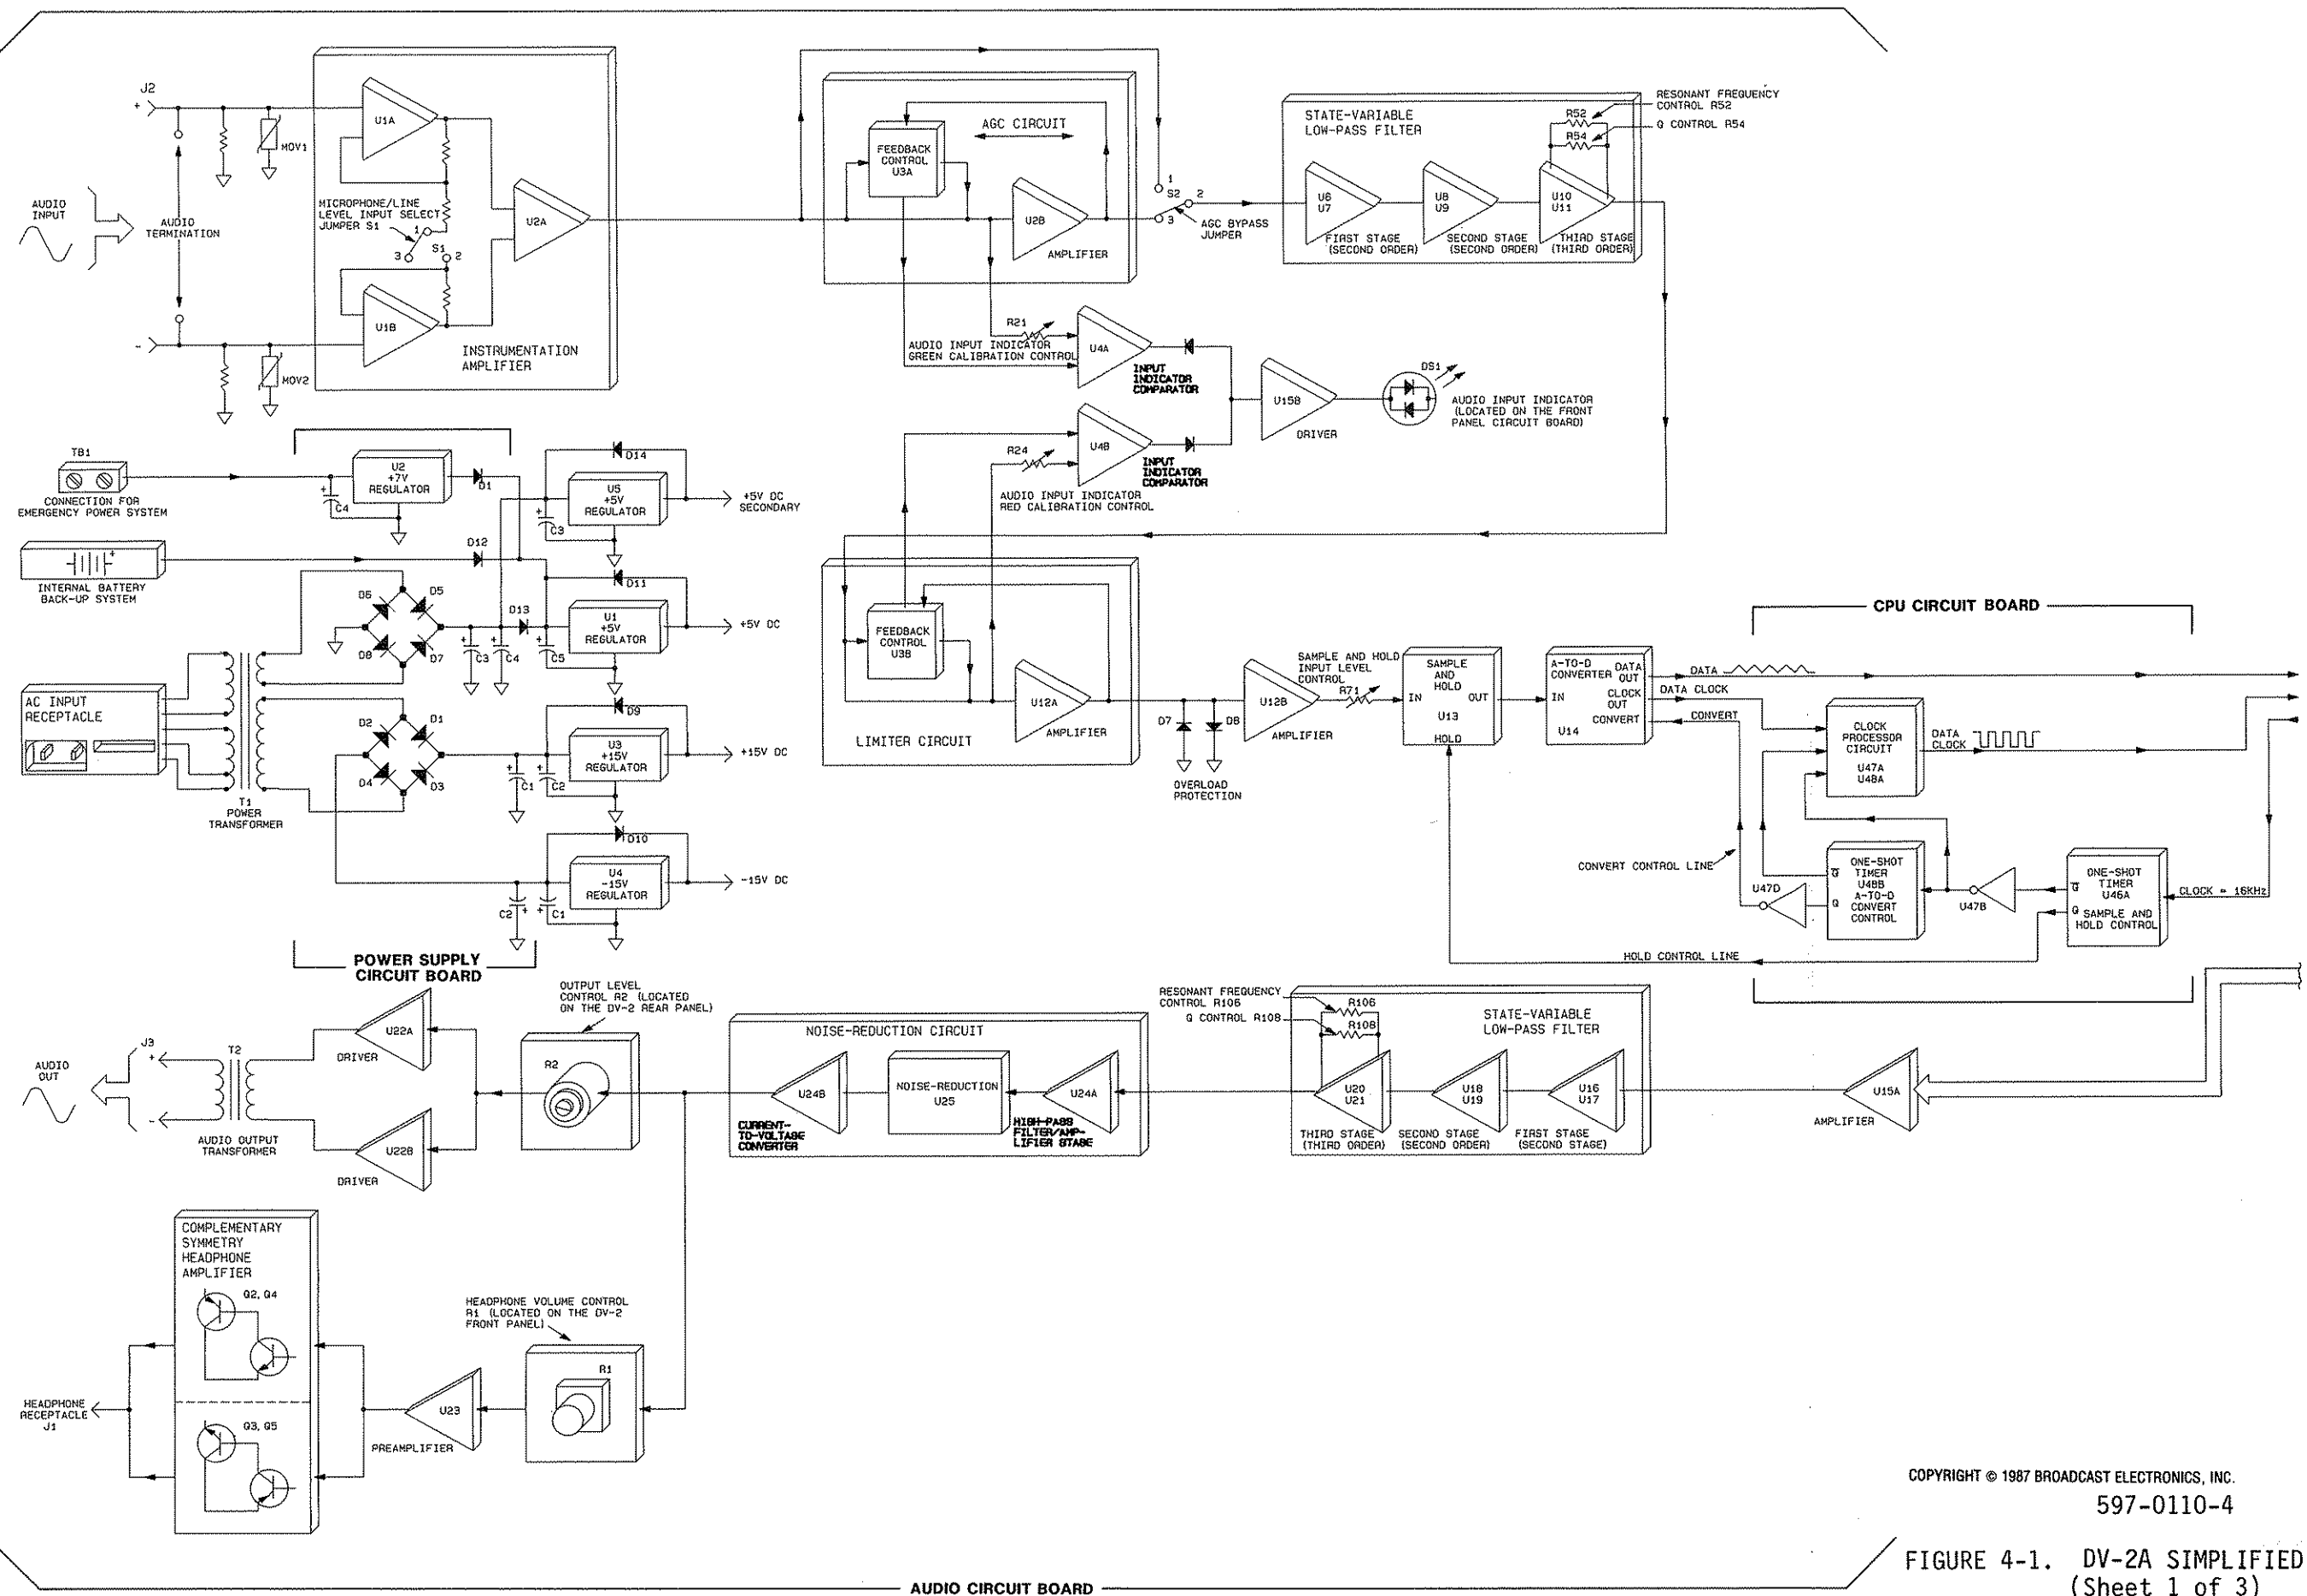 J2
+
-
AUDIO
INPUT
AUDIO
TERMINATION
MOV1
MOV2
U1A
U1B
MICROPHONE/LINE
LEVEL INPUT SELECT
JUMPER S1
1
3
S1
2
U2A
INSTRUMENTATION
AMPLIFIER
AGC CIRCUIT
FEEDBACK
CONTROL
U3A
U2B
AMPLIFIER
1
S2
2
3
AGC BYPASS
JUMPER
STATE-VARIABLE
LOW-PASS FILTER
R52
R54
RESONANT FREQUENCY
CONTROL R52
Q CONTROL R54
U6
U7
U8
U9
U10
U11
FIRST STAGE
(SECOND ORDER)
SECOND STAGE
(SECOND ORDER)
THIRD STAGE
(THIRD ORDER)
R21
AUDIO INPUT INDICATOR
GREEN CALIBRATION CONTROL
U4A
INPUT
INDICATOR
COMPARATOR
U4B
INPUT
INDICATOR
COMPARATOR
R24
AUDIO INPUT INDICATOR
RED CALIBRATION CONTROL
U15B
DRIVER
DS1
AUDIO INPUT INDICATOR
(LOCATED ON THE FRONT
PANEL CIRCUIT BOARD)
TB1
CONNECTION FOR
EMERGENCY POWER SYSTEM
+
C4
U2
+7V
REGULATOR
D1
D14
U5
+5V
REGULATOR
+
C3
+5V DC
SECONDARY
+
INTERNAL BATTERY
BACK-UP SYSTEM
D12
D11
D6
D5
D8
D7
D13
+
C3
+
C4
+
C5
U1
+5V
REGULATOR
+5V DC
AC INPUT
RECEPTACLE
T1
POWER
TRANSFORMER
D2
D1
D4
D3
D9
+
C1
+
C2
U3
+15V
REGULATOR
+15V DC
D10
C2
+
+
C1
U4
-15V
REGULATOR
-15V DC
POWER SUPPLY
CIRCUIT BOARD
FEEDBACK
CONTROL
U3B
LIMITER CIRCUIT
U12A
AMPLIFIER
D7
D8
OVERLOAD
PROTECTION
U12B
AMPLIFIER
SAMPLE AND HOLD
INPUT LEVEL
CONTROL
R71
SAMPLE
AND
HOLD
IN
OUT
U13
HOLD
A-TO-D
CONVERTER
DATA
OUT
IN
CLOCK
OUT
CONVERT
U14
CPU CIRCUIT BOARD
DATA
DATA CLOCK
CONVERT
CLOCK
PROCESSOR
CIRCUIT
U47A
U48A
DATA
CLOCK
CONVERT CONTROL LINE
U47D
Q̅
Q
ONE-SHOT
TIMER
U48B
A-TO-D
CONVERT
CONTROL
U47B
Q̅
Q
ONE-SHOT
TIMER
U46A
SAMPLE AND
HOLD CONTROL
CLOCK = 16KHz
HOLD CONTROL LINE
AUDIO
OUT
J3
+
-
T2
AUDIO OUTPUT
TRANSFORMER
U22A
DRIVER
U22B
DRIVER
OUTPUT LEVEL
CONTROL R2 (LOCATED
ON THE DV-2 REAR PANEL)
R2
NOISE-REDUCTION CIRCUIT
U24B
CURRENT-
TO-VOLTAGE
CONVERTER
NOISE-REDUCTION
U25
U24A
HIGH-PASS
FILTER/AMP-
LIFIER STAGE
RESONANT FREQUENCY
CONTROL R106
Q CONTROL R108
R106
R108
STATE-VARIABLE
LOW-PASS FILTER
U20
U21
U18
U19
U16
U17
THIRD STAGE
(THIRD ORDER)
SECOND STAGE
(SECOND ORDER)
FIRST STAGE
(SECOND STAGE)
U15A
AMPLIFIER
COMPLEMENTARY
SYMMETRY
HEADPHONE
AMPLIFIER
Q2, Q4
Q3, Q5
HEADPHONE
RECEPTACLE
J1
U23
PREAMPLIFIER
HEADPHONE VOLUME CONTROL
R1 (LOCATED ON THE DV-2
FRONT PANEL)
R1
COPYRIGHT © 1987 BROADCAST ELECTRONICS, INC.
597-0110-4
FIGURE 4-1. DV-2A SIMPLIFIED
(Sheet 1 of 3)
AUDIO CIRCUIT BOARD